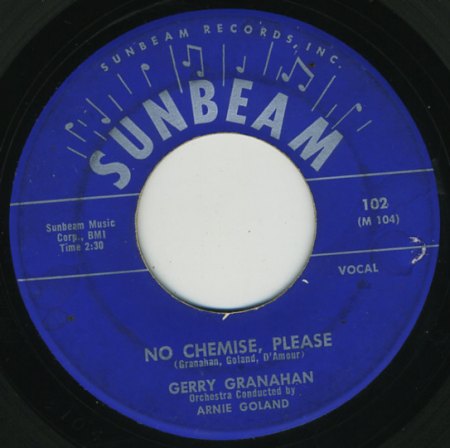 SUNBEAM RECORDS, INC.
SUNBEAM
Sunbeam Music
Corp., BMI
Time 2:30
102
(M 104)
VOCAL
NO CHEMISE, PLEASE
(Granahan, Goland, D'Amour)
GERRY GRANAHAN
Orchestra Conducted by
ARNIE GOLAND